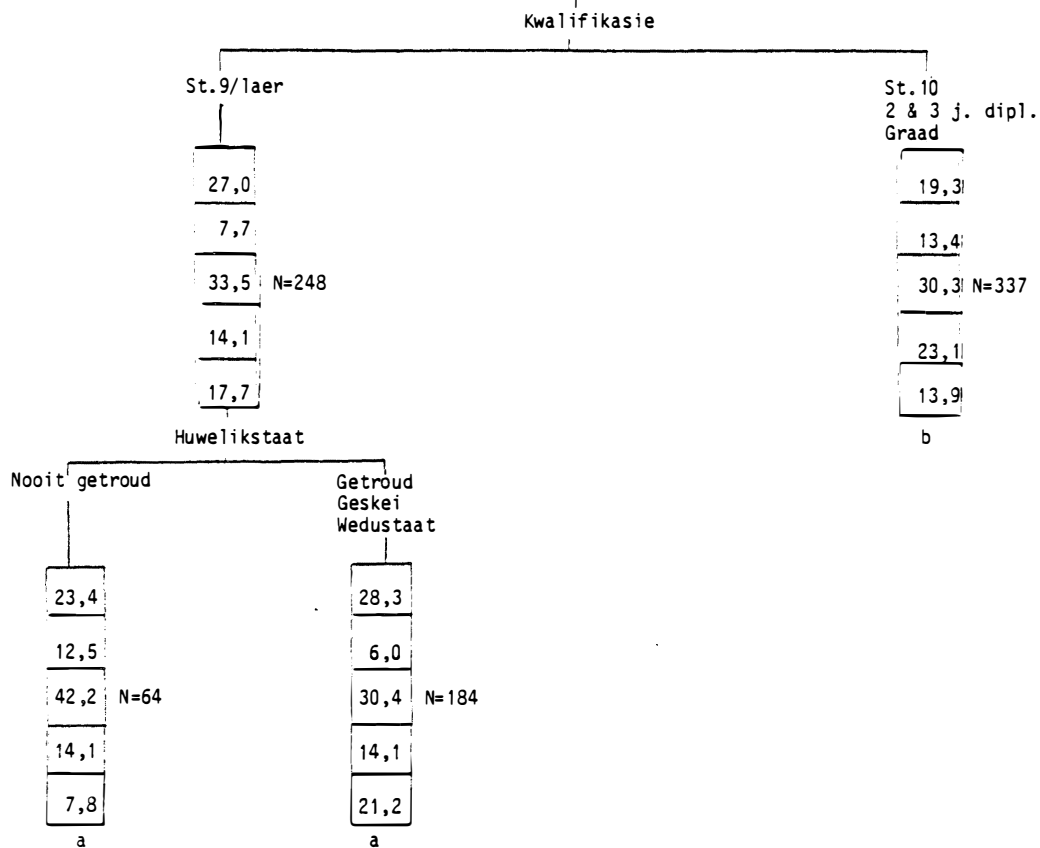 Kwalifikasie
St.9/laer
27,0
7,7
33,5 N=248
14,1
17,7
St.10
2 & 3 j. dipl.
Graad
19,3
13,4
30,3 N=337
23,1
13,9
b
Huwelikstaat
Nooit getroud
23,4
12,5
42,2 N=64
14,1
7,8
a
Getroud
Geskei
Wedustaat
28,3
6,0
30,4 N=184
14,1
21,2
a